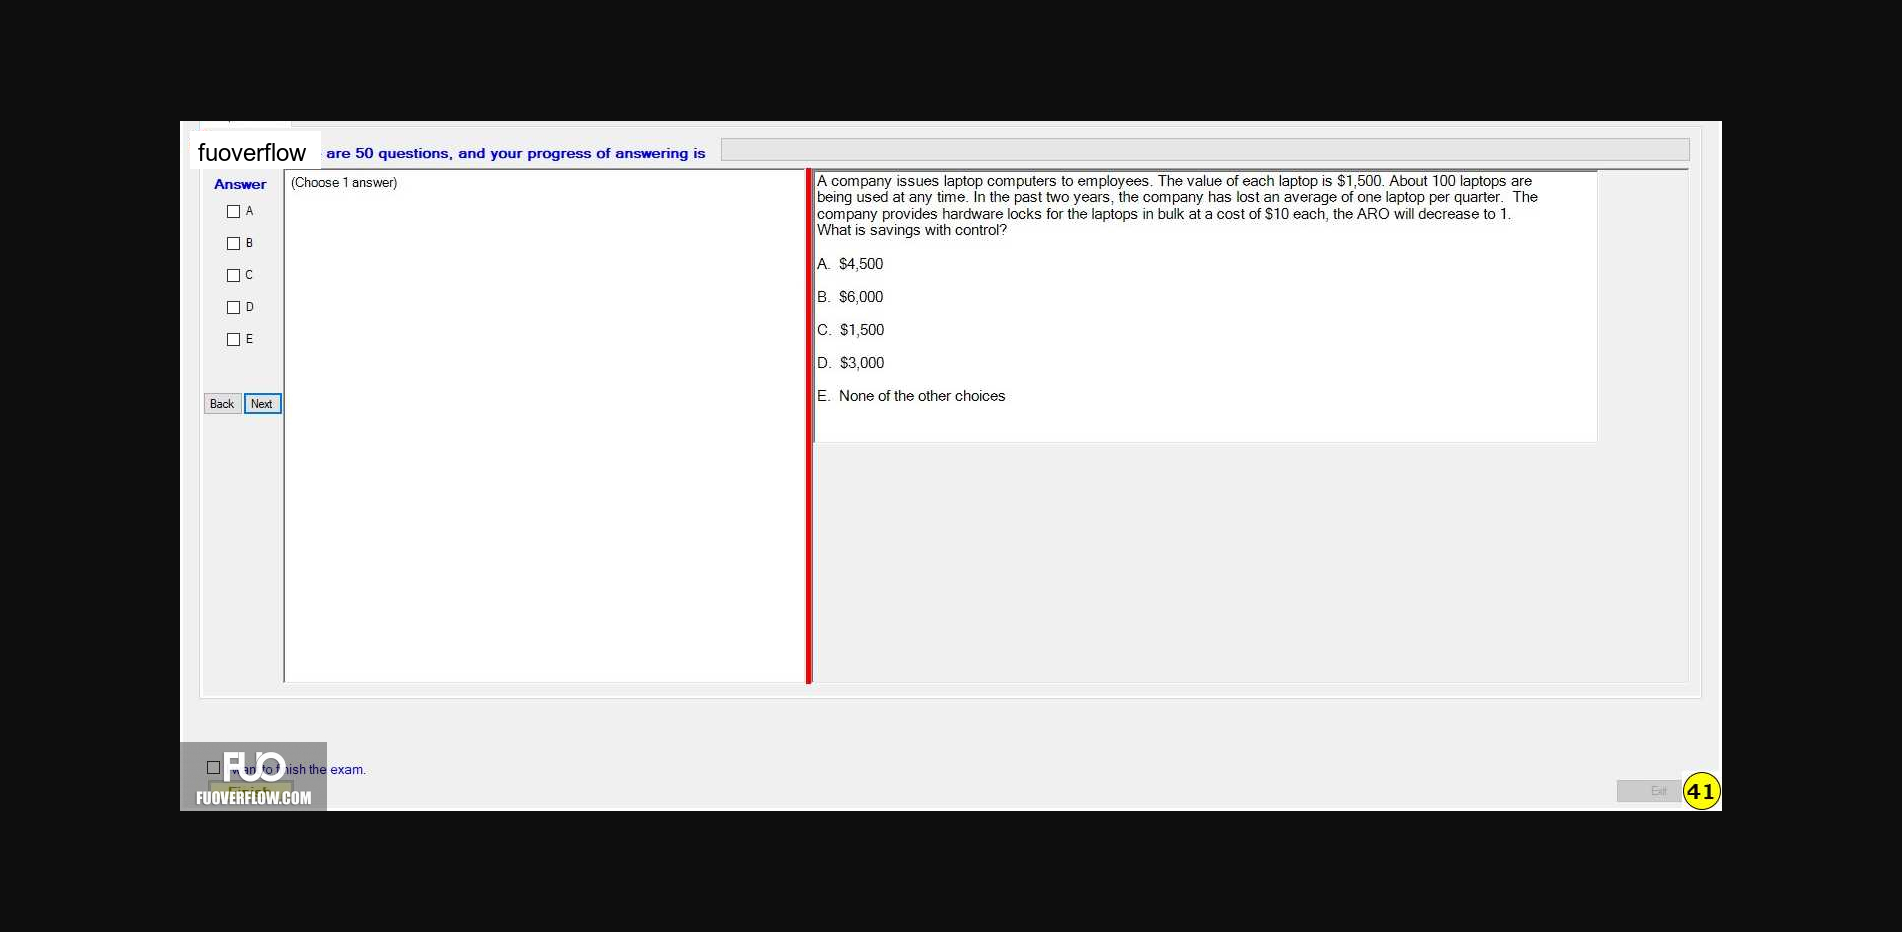 fuoverflow are 50 questions, and your progress of answering is
Answer
(Choose 1 answer)
A
B
C
D
E
Back Next
A company issues laptop computers to employees. The value of each laptop is $1,500. About 100 laptops are
being used at any time. In the past two years, the company has lost an average of one laptop per quarter. The
company provides hardware locks for the laptops in bulk at a cost of $10 each, the ARO will decrease to 1.
What is savings with control?
A. $4,500
B. $6,000
C. $1,500
D. $3,000
E. None of the other choices
FUO
want to finish the exam.
Finish
FUOVERFLOW.COM
Exit
41